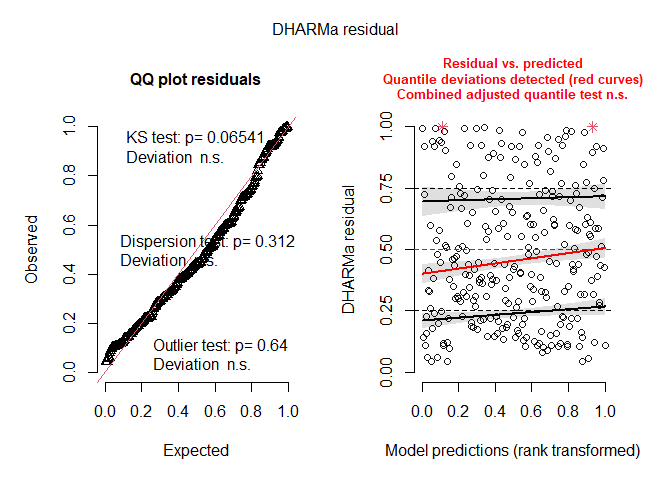 DHARMa residual
QQ plot residuals
KS test: p= 0.06541
Deviation n.s.
Dispersion test: p= 0.312
Deviation n.s.
Outlier test: p= 0.64
Deviation n.s.
Observed
0.0 0.2 0.4 0.6 0.8 1.0
0.0 0.2 0.4 0.6 0.8 1.0
Expected
Residual vs. predicted
Quantile deviations detected (red curves)
Combined adjusted quantile test n.s.
DHARMa residual
0.00 0.25 0.50 0.75 1.00
0.0 0.2 0.4 0.6 0.8 1.0
Model predictions (rank transformed)